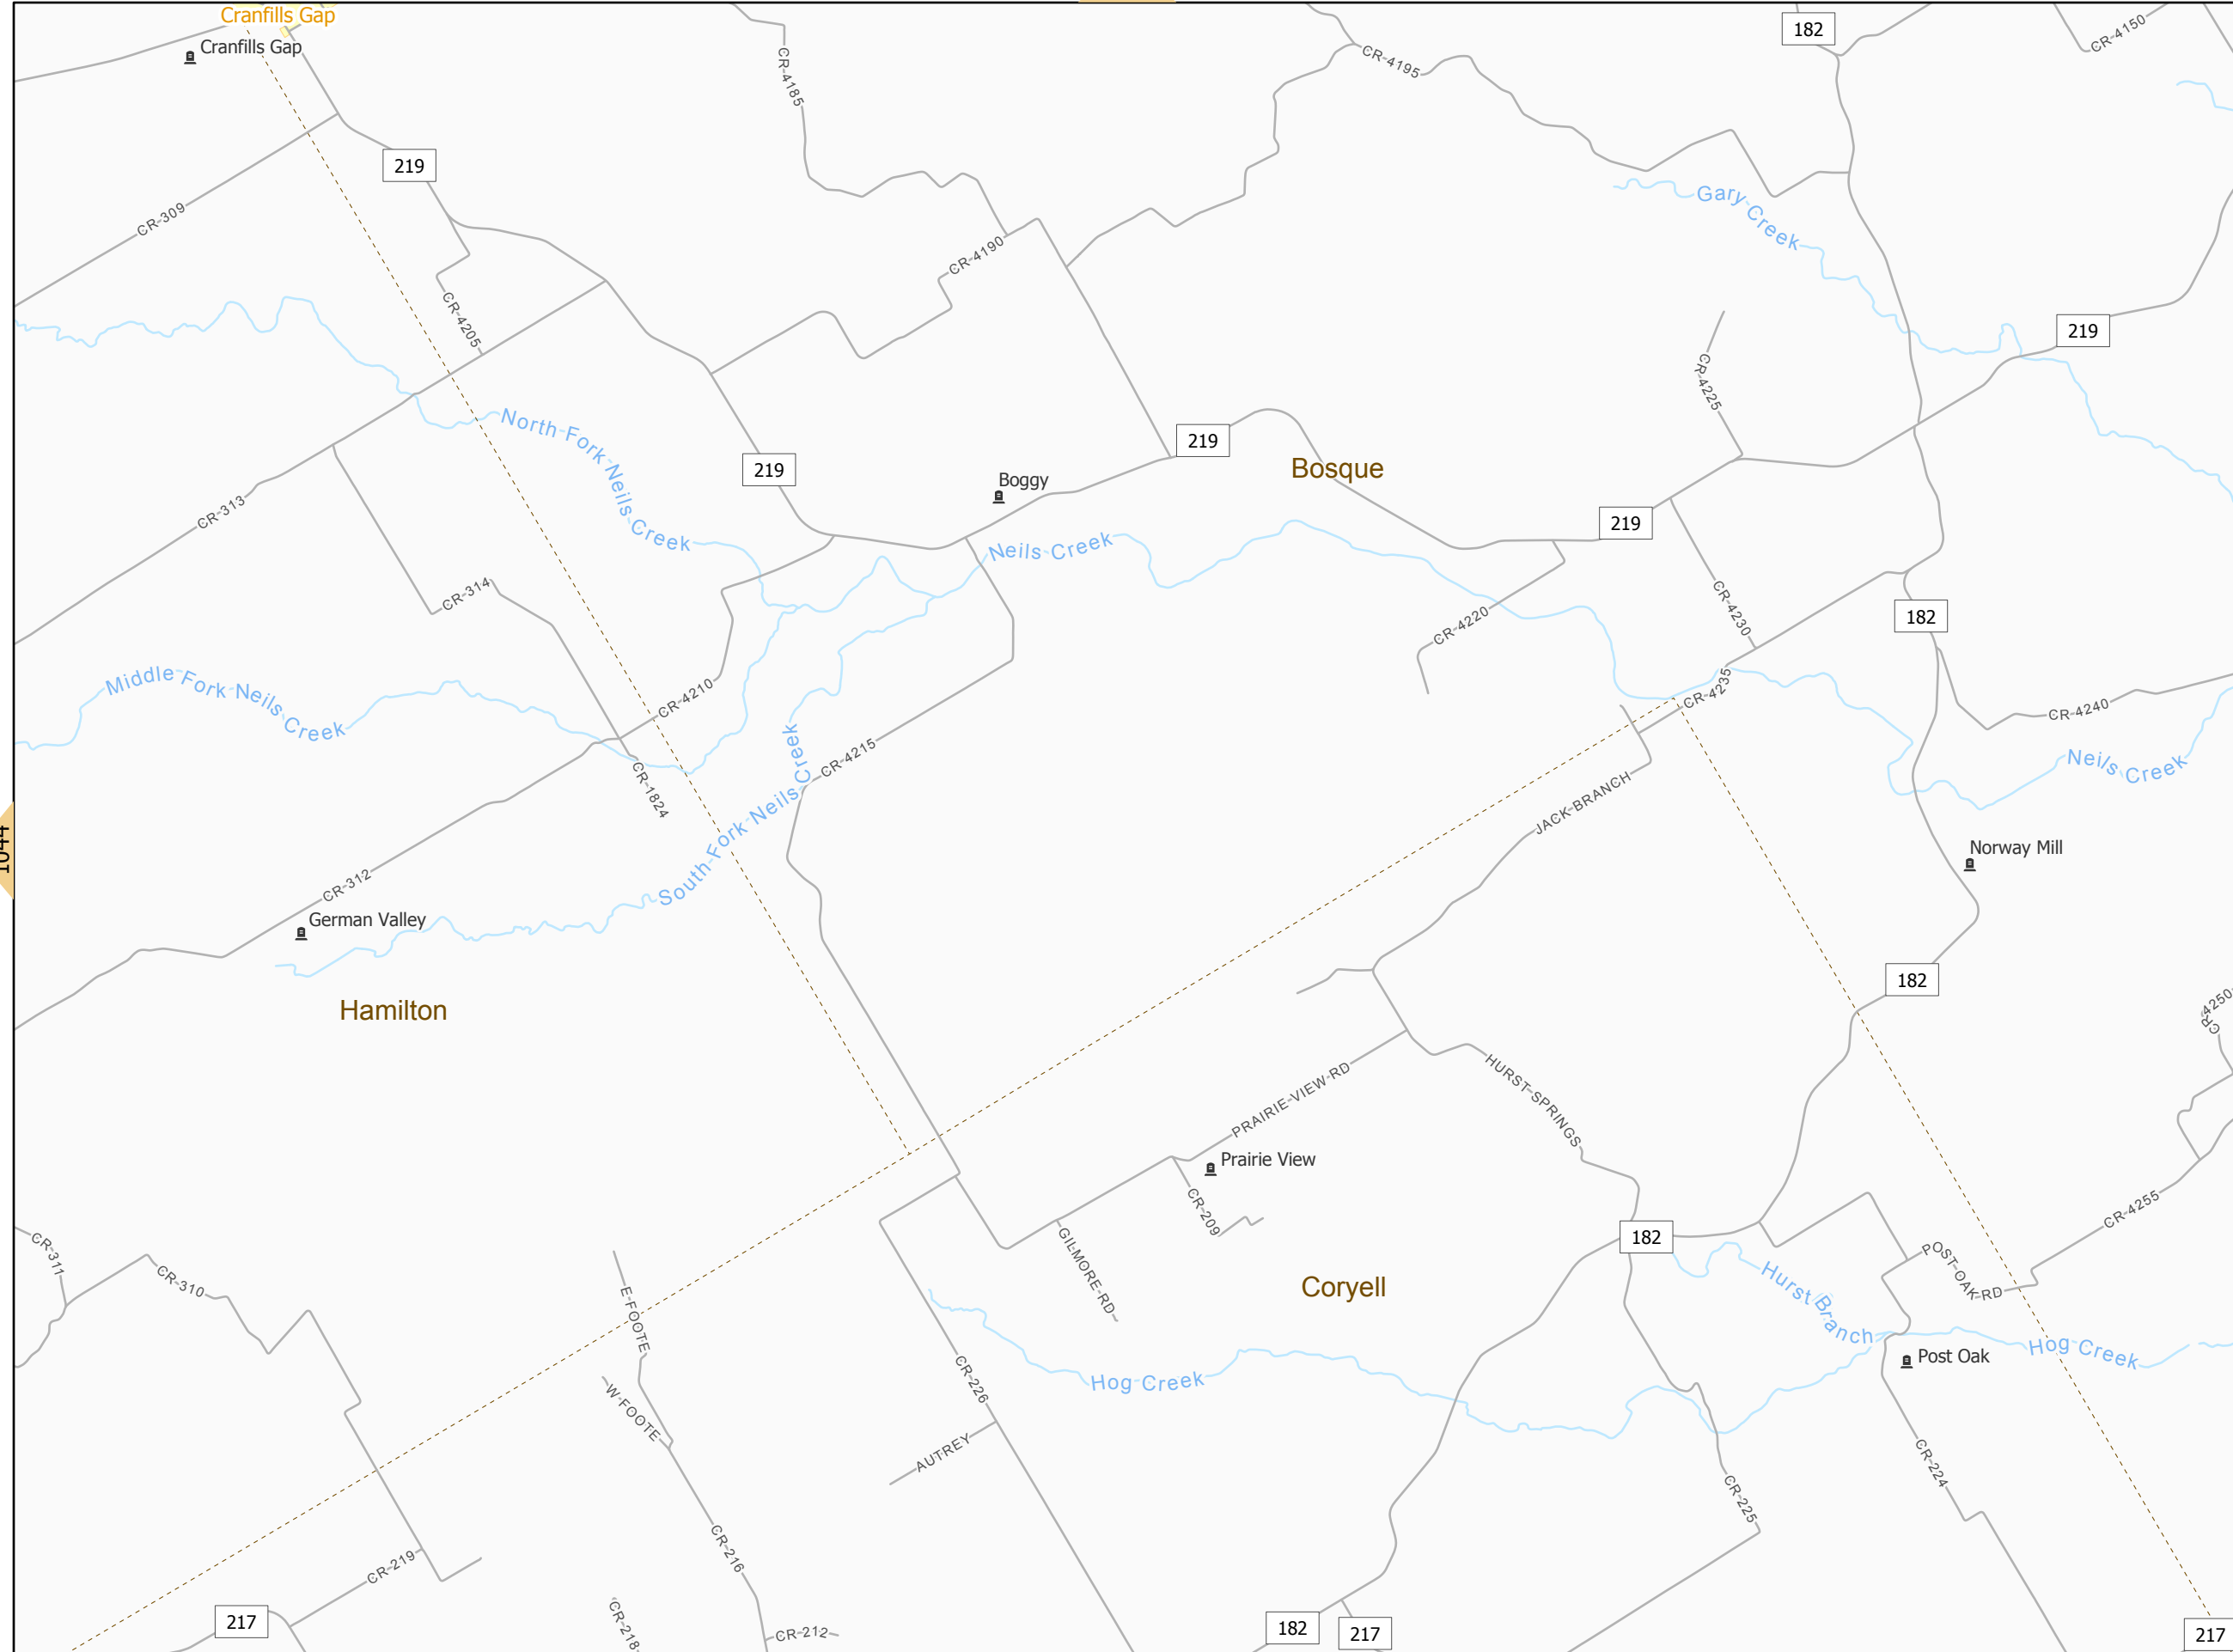 Cranfills Gap
Cranfills Gap
182
CR-4150
CR-4195
CR-4185
219
CR-309
Gary Creek
CR-4190
CR-4205
219
CR-4225
North Fork Neils Creek
219
219
Bosque
Boggy
CR-313
219
Neils Creek
CR-314
CR-4230
182
CR-4220
Middle Fork Neils Creek
CR-4210
CR-4235
CR-4240
CR-4215
South Fork Neils Creek
Neils Creek
CR-1824
JACK BRANCH
1044
Norway Mill
CR-312
German Valley
182
Hamilton
CR-4250
HURST SPRINGS
PRAIRIE VIEW RD
Prairie View
CR-209
CR-4255
182
CR-311
CR-310
GILMORE RD
POST OAK RD
Coryell
Hurst Branch
E FOOTE
Hog Creek
Post Oak
CR-226
Hog Creek
W FOOTE
AUTREY
CR-224
CR-225
CR-216
CR-219
217
CR-218
CR-212
182
217
217